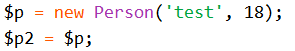 $p = new Person('test', 18);
$p2 = $p;